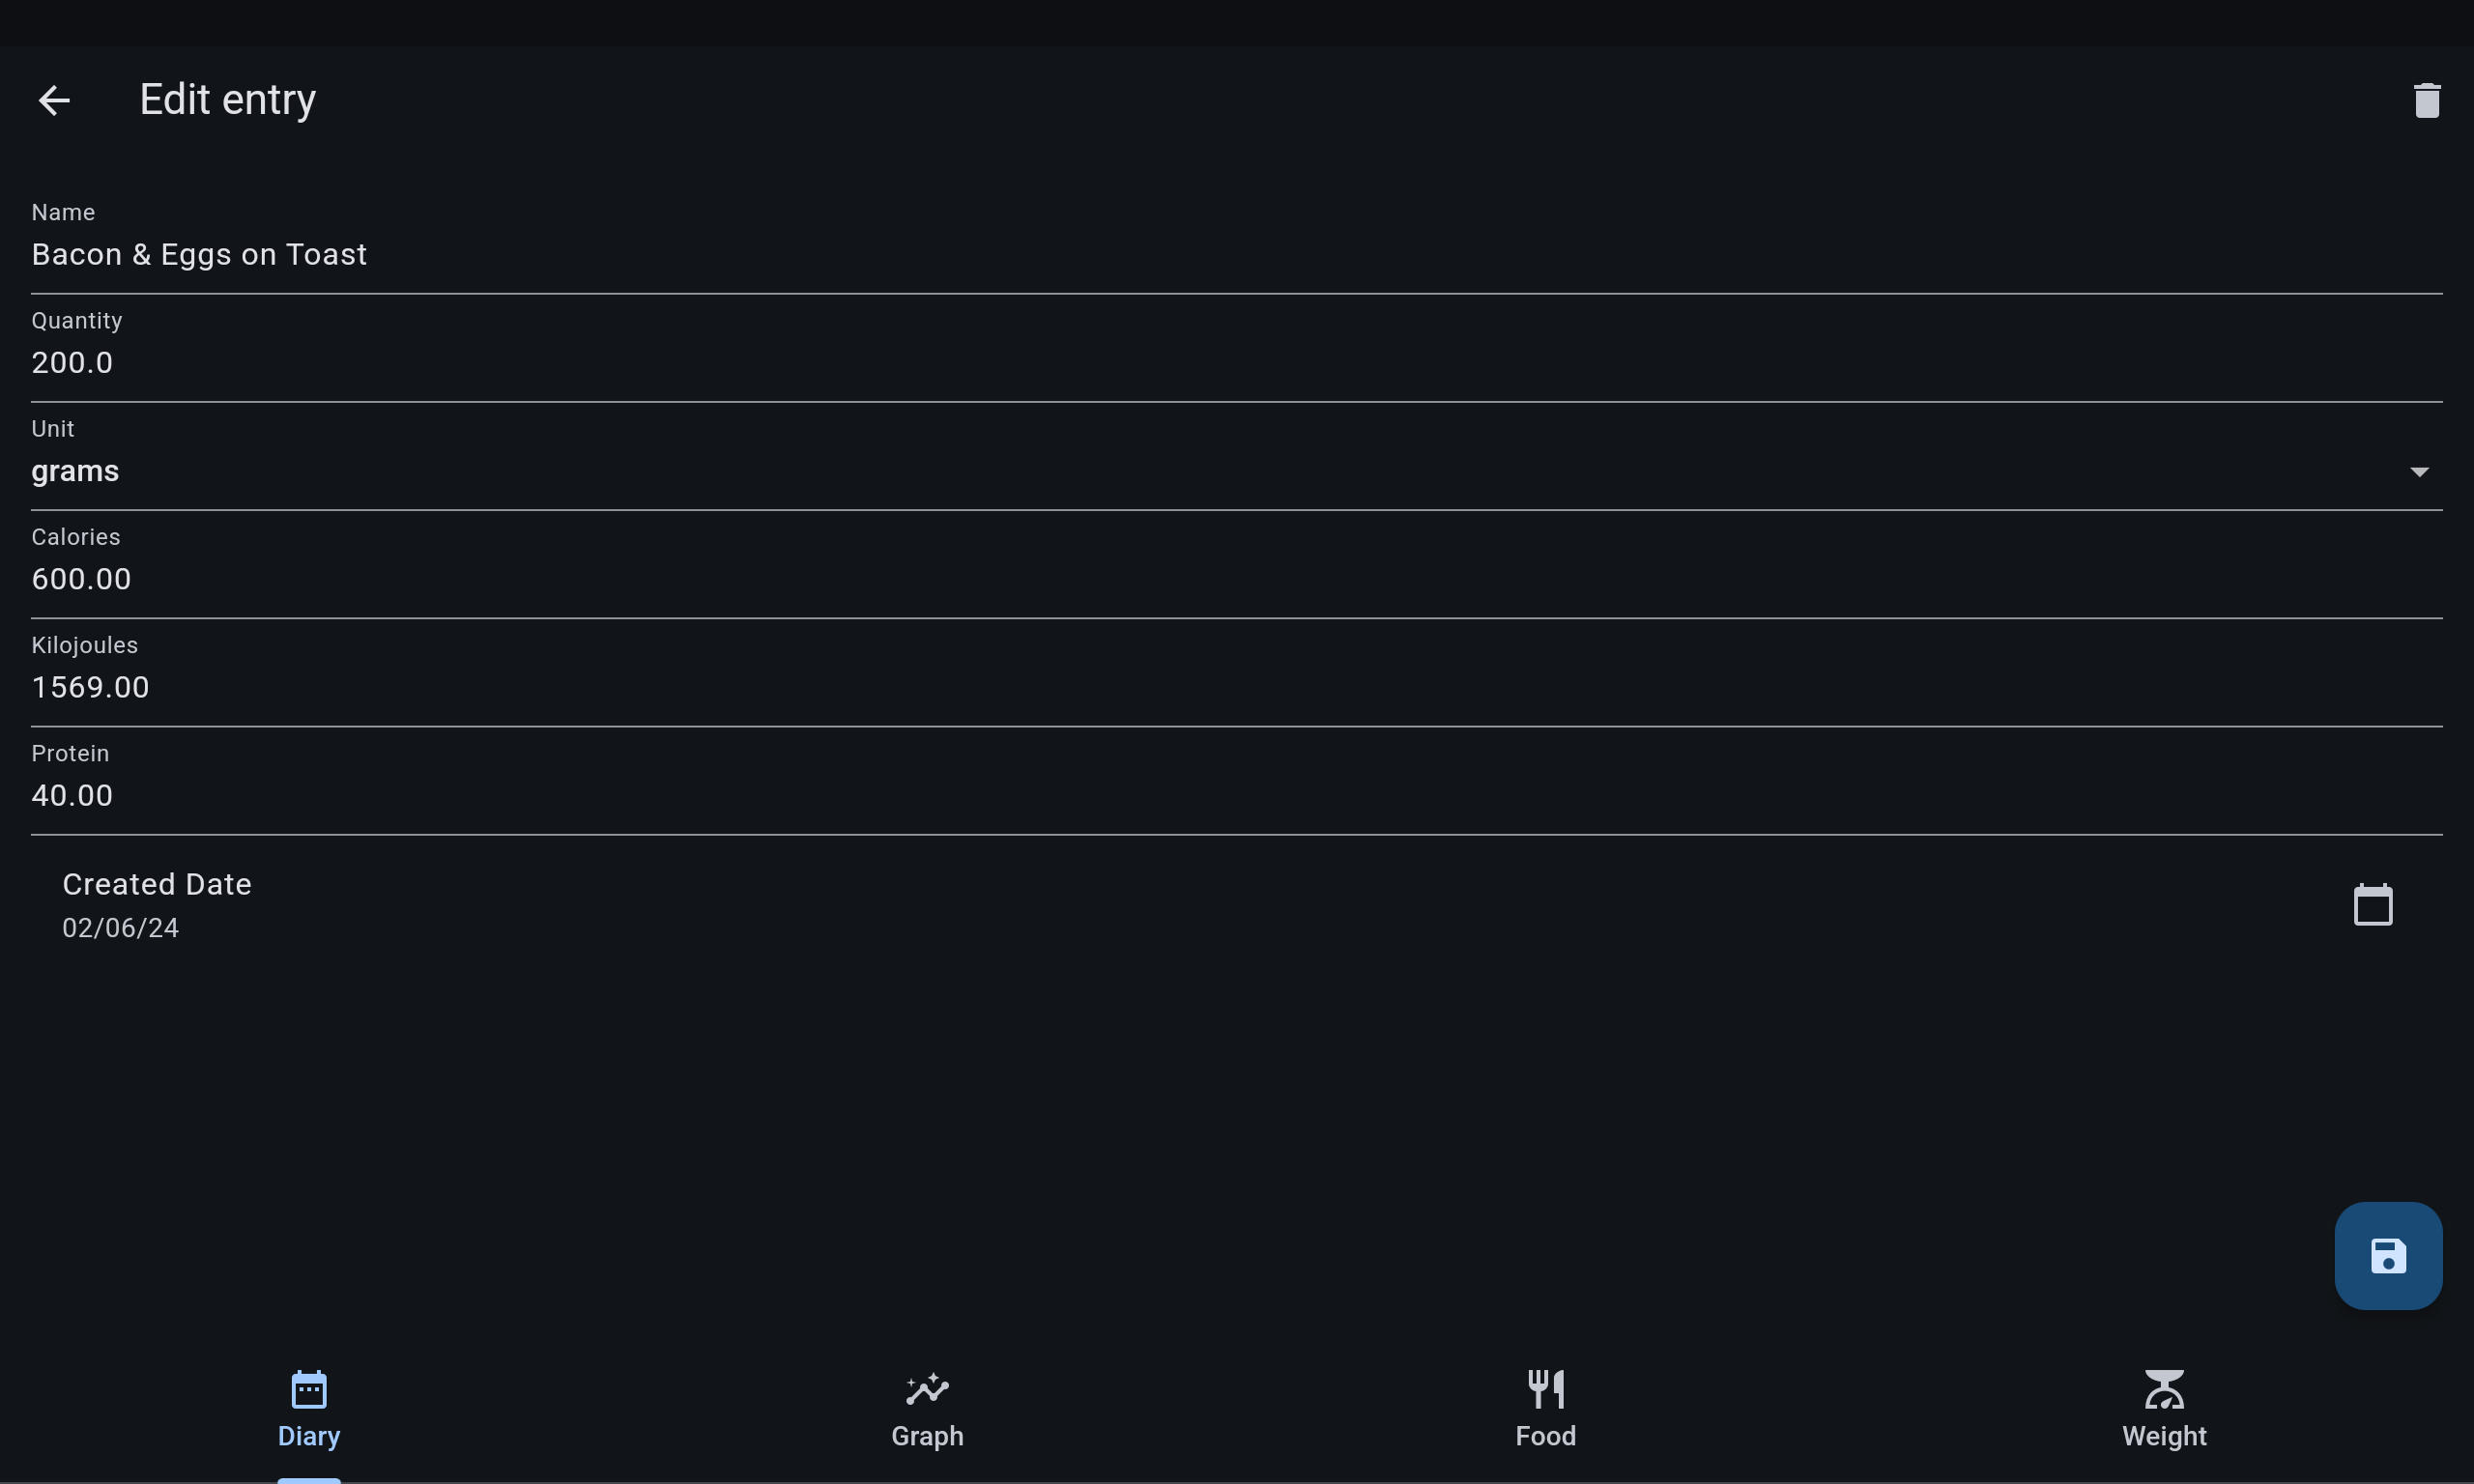 Edit entry
Name
Bacon & Eggs on Toast
Quantity
200.0
Unit
grams
Calories
600.00
Kilojoules
1569.00
Protein
40.00
Created Date
02/06/24
Diary
Graph
Food
Weight